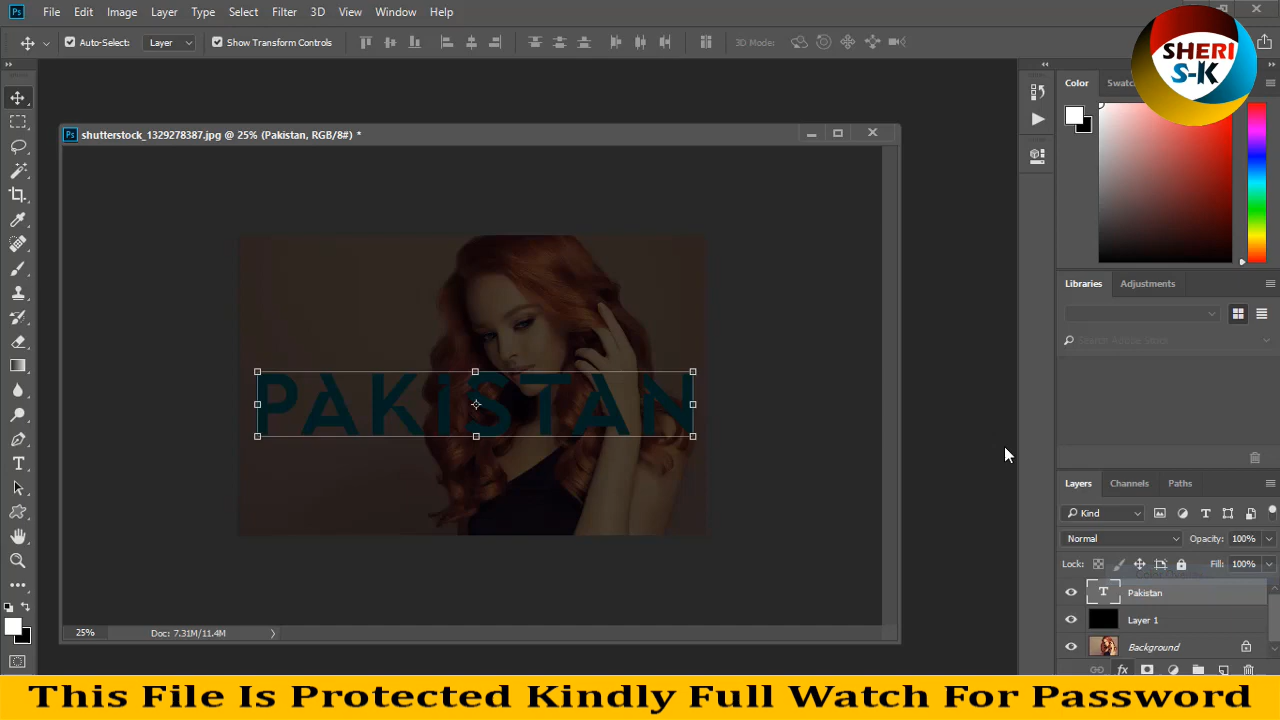 File Edit Image Layer Type Select Filter 3D View Window Help
Auto-Select: Layer Show Transform Controls 3D Mode:
SHERI
S-K
Color Swatc
shutterstock_1329278387.jpg @ 25% (Pakistan, RGB/8#) *
Libraries Adjustments
Search Adobe Stock
PAKISTAN
Layers Channels Paths
Kind
Normal Opacity: 100%
Lock: Fill: 100%
Pakistan
Layer 1
Background
25% Doc: 7.31M/11.4M
fx
This File Is Protected Kindly Full Watch For Password